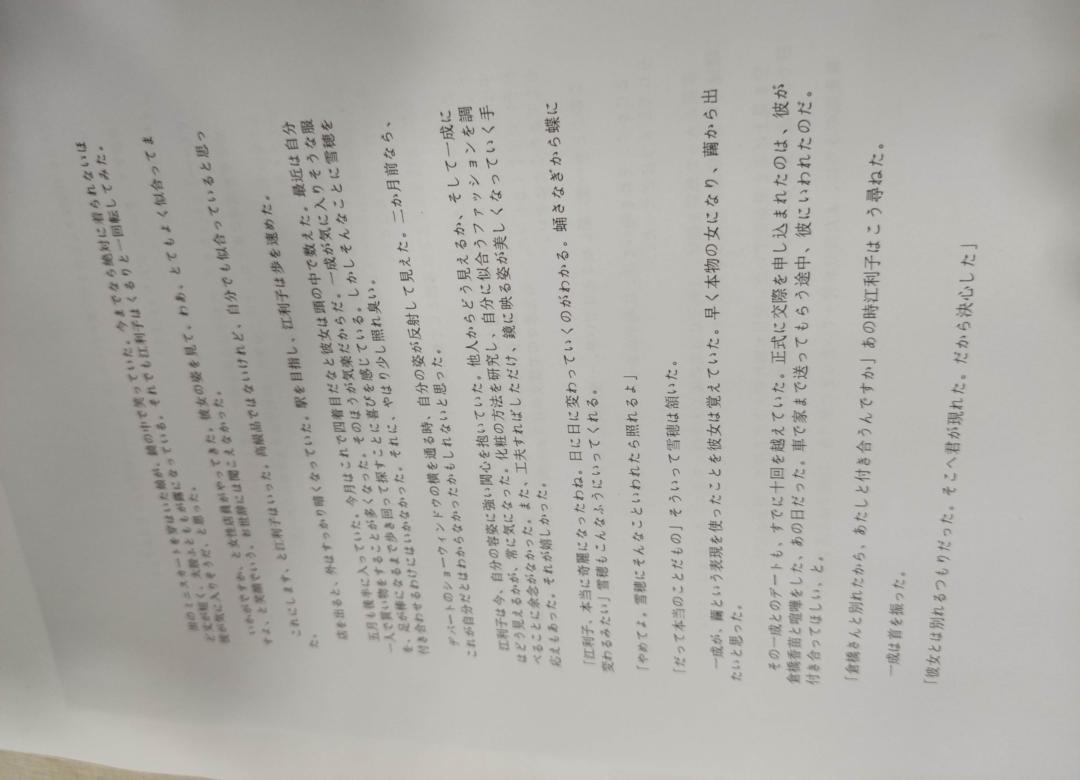 黒のミニスカートを穿はいた娘が、鏡の中で笑っていた。今までなら絶対に着られないほ
ど丈が短く、太股ふとももが露になっている。それでも江利子はくるりと一回転してみた。
彼が気に入りそうだ、と思った。
いかがですか、と女性店員がやってきた。彼女の姿を見て、わあ、とてもよく似合ってま
すよ、と笑顔でいう。お世辞には聞こえなかった。
これにします、と江利子はいった。高級品ではないけれど、自分でも似合っていると思っ
た。
店を出ると、外はすっかり暗くなっていた。駅を目指し、江利子は歩を速めた。
五月も後半に入っていた。今月はこれで四着目だなと彼女は頭の中で数えた。最近は自分
一人で買い物をすることが多くなった。そのほうが気楽だからだ。一成が気に入りそうな服
を、足が棒になるまで歩き回って探すことに喜びを感じている。しかしそんなことに雪穂を
付き合わせるわけにはいかなかった。それに、やはり少し照れ臭い。
デパートのショーウィンドウの横を通る時、自分の姿が反射して見えた。二か月前なら、
これが自分だとはわからなかったかもしれないと思った。
江利子は今、自分の容姿に強い関心を抱いていた。他人からどう見えるか、そして一成に
はどう見えるかが、常に気になった。化粧の方法を研究し、自分に似合うファッションを調
べることに余念がなかった。また、工夫すればしただけ、鏡に映る姿が美しくなっていく手
応えもあった。それが嬉しかった。
「江利子、本当に奇麗になったわね。日に日に変わっていくのがわかる。蛹さなぎから蝶に
変わるみたい」雪穂もこんなふうにいってくれる。
「やめてよ。雪穂にそんなこといわれたら照れるよ」
「だって本当のことだもの」そういって雪穂は頷いた。
一成が、繭という表現を使ったことを彼女は覚えていた。早く本物の女になり、繭から出
たいと思った。
その一成とのデートも、すでに十回を越えていた。正式に交際を申し込まれたのは、彼が
倉橋香苗と喧嘩をした、あの日だった。車で家まで送ってもらう途中、彼にいわれたのだ。
付き合ってほしい、と。
「倉橋さんと別れたから、あたしと付き合うんですか」あの時江利子はこう尋ねた。
一成は首を振った。
「彼女とは別れるつもりだった。そこへ君が現れた。だから決心した」